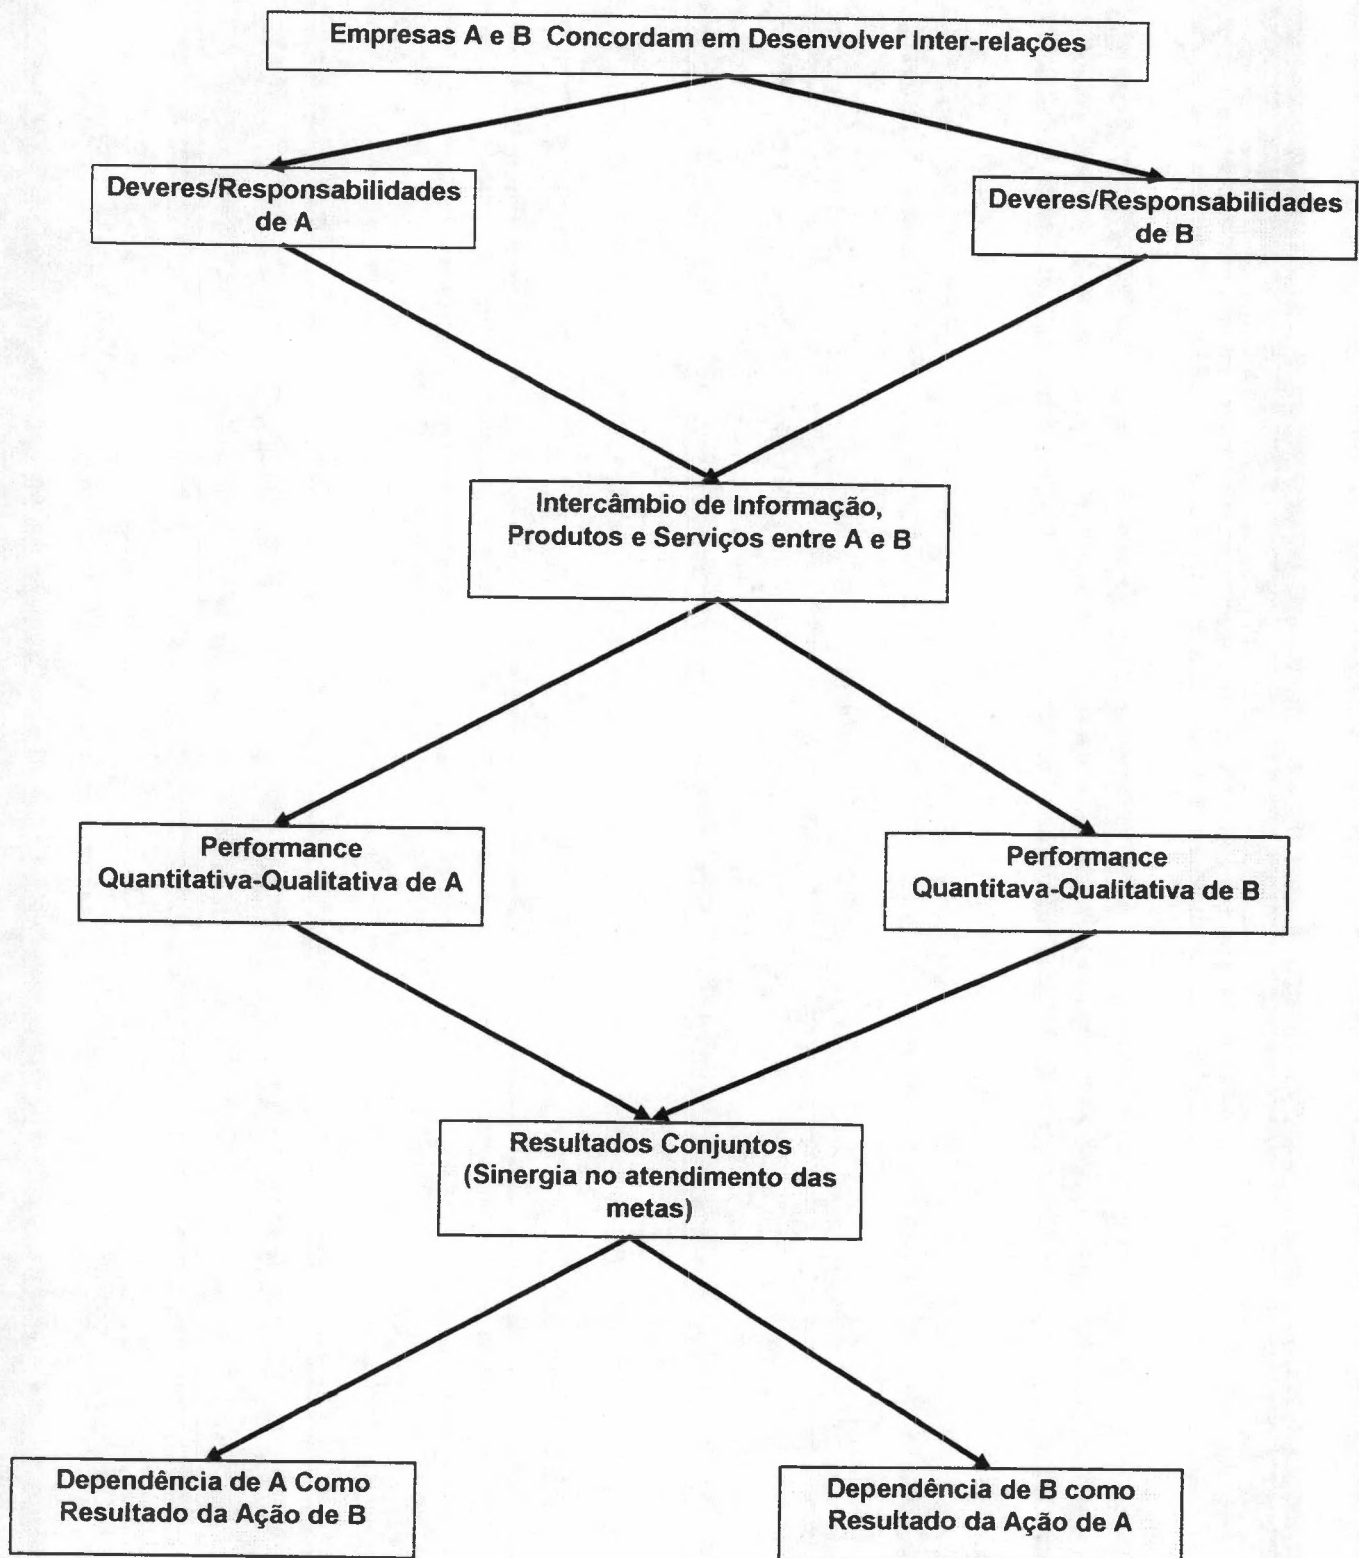 Empresas A e B Concordam em Desenvolver Inter-relações
Deveres/Responsabilidades
de A
Deveres/Responsabilidades
de B
Intercâmbio de Informação,
Produtos e Serviços entre A e B
Performance
Quantitativa-Qualitativa de A
Performance
Quantitava-Qualitativa de B
Resultados Conjuntos
(Sinergia no atendimento das
metas)
Dependência de A Como
Resultado da Ação de B
Dependência de B como
Resultado da Ação de A